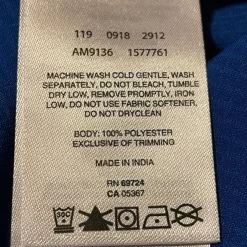 119 0918 2912
AM9136 1577761
MACHINE WASH COLD GENTLE, WASH
SEPARATELY, DO NOT BLEACH, TUMBLE
DRY LOW, REMOVE PROMPTLY, IRON
LOW, DO NOT USE FABRIC SOFTENER.
DO NOT DRYCLEAN
BODY: 100% POLYESTER
EXCLUSIVE OF TRIMMING
MADE IN INDIA
RN 69724
CA 05367
30C